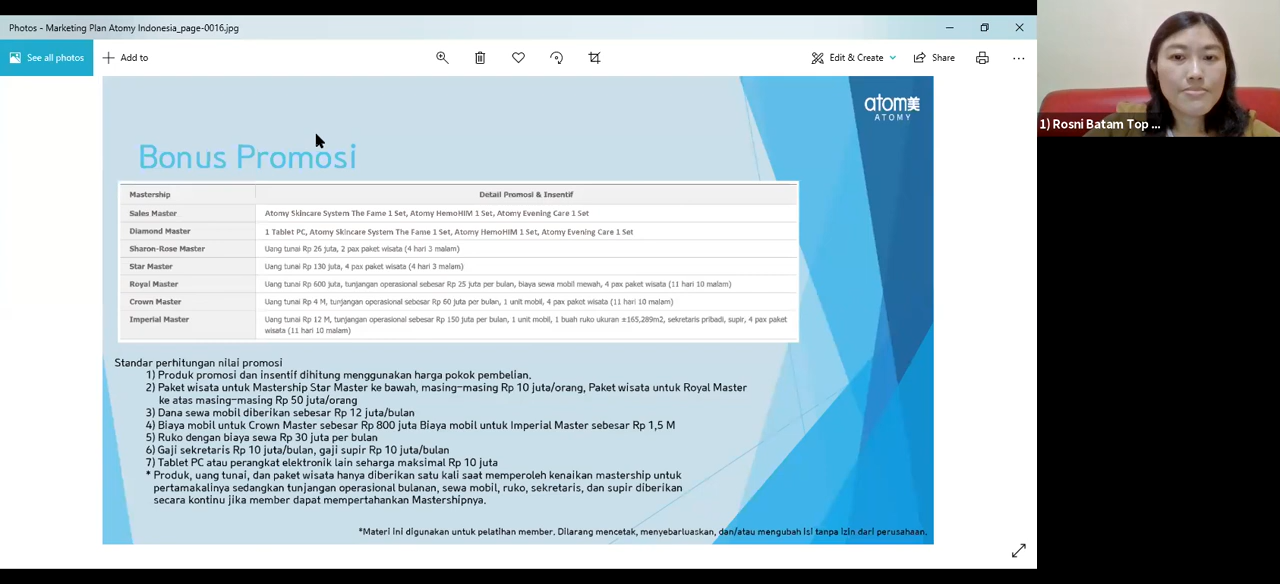 Photos - Marketing Plan Atomy Indonesia_page-0016.jpg
See all photos
Add to
Edit & Create
Share
1) Rosni Batam Top ...
atom美
ATOMY
Bonus Promosi
Mastership Detail Promosi & Insentif
Sales Master Atomy Skincare System The Fame 1 Set, Atomy HemoHIM 1 Set, Atomy Evening Care 1 Set
Diamond Master 1 Tablet PC, Atomy Skincare System The Fame 1 Set, Atomy HemoHIM 1 Set, Atomy Evening Care 1 Set
Sharon-Rose Master Uang tunai Rp 26 juta, 2 pax paket wisata (4 hari 3 malam)
Star Master Uang tunai Rp 130 juta, 4 pax paket wisata (4 hari 3 malam)
Royal Master Uang tunai Rp 600 juta, tunjangan operasional sebesar Rp 25 juta per bulan, biaya sewa mobil mewah, 4 pax paket wisata (11 hari 10 malam)
Crown Master Uang tunai Rp 4 M, tunjangan operasional sebesar Rp 60 juta per bulan, 1 unit mobil, 4 pax paket wisata (11 hari 10 malam)
Imperial Master Uang tunai Rp 12 M, tunjangan operasional sebesar Rp 150 juta per bulan, 1 unit mobil, 1 buah ruko ukuran ±165,289m2, sekretaris pribadi, supir, 4 pax paket
wisata (11 hari 10 malam)
Standar perhitungan nilai promosi
1) Produk promosi dan insentif dihitung menggunakan harga pokok pembelian.
2) Paket wisata untuk Mastership Star Master ke bawah, masing-masing Rp 10 juta/orang, Paket wisata untuk Royal Master
ke atas masing-masing Rp 50 juta/orang
3) Dana sewa mobil diberikan sebesar Rp 12 juta/bulan
4) Biaya mobil untuk Crown Master sebesar Rp 800 juta Biaya mobil untuk Imperial Master sebesar Rp 1,5 M
5) Ruko dengan biaya sewa Rp 30 juta per bulan
6) Gaji sekretaris Rp 10 juta/bulan, gaji supir Rp 10 juta/bulan
7) Tablet PC atau perangkat elektronik lain seharga maksimal Rp 10 juta
* Produk, uang tunai, dan paket wisata hanya diberikan satu kali saat memperoleh kenaikan mastership untuk
pertamakalinya sedangkan tunjangan operasional bulanan, sewa mobil, ruko, sekretaris, dan supir diberikan
secara kontinu jika member dapat mempertahankan Mastershipnya.
*Materi ini digunakan untuk pelatihan member. Dilarang mencetak, menyebarluaskan, dan/atau mengubah isi tanpa izin dari perusahaan.